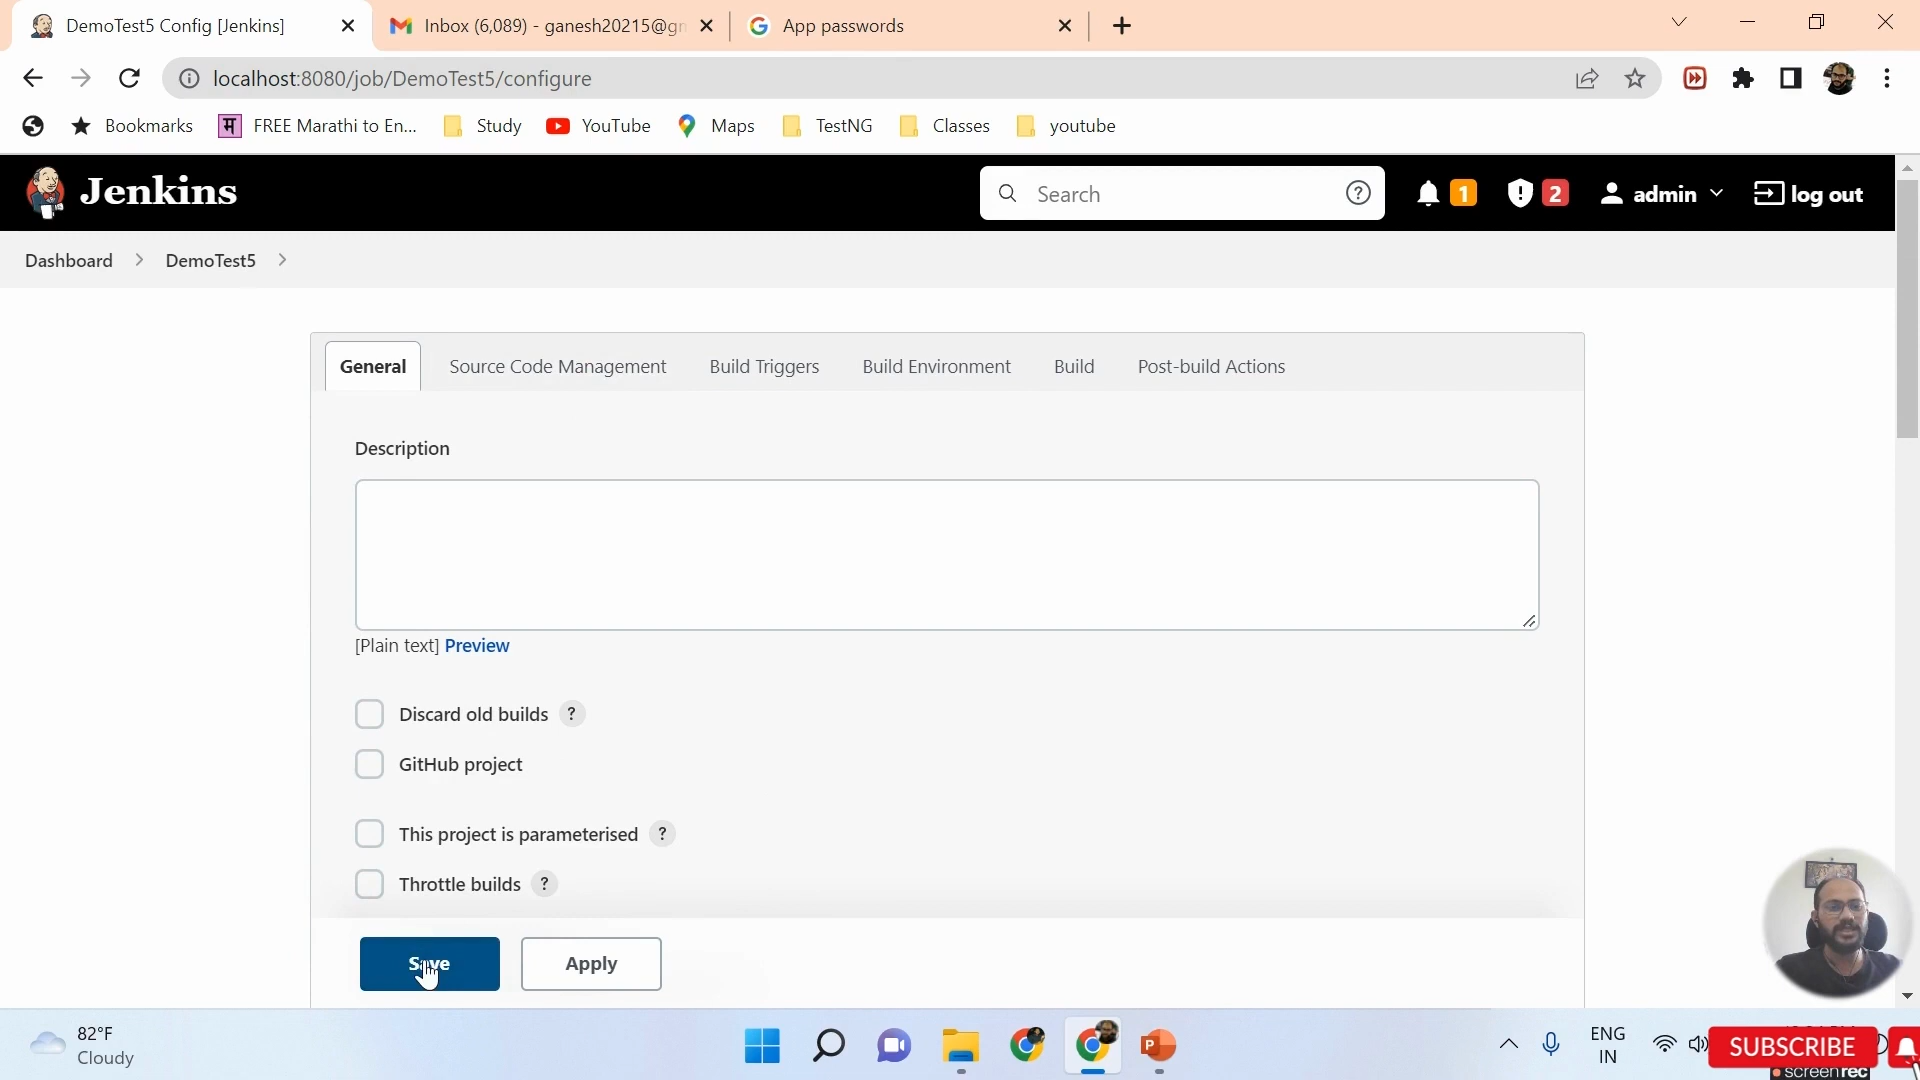 DemoTest5 Config [Jenkins]
Inbox (6,089) - ganesh20215@gm
App passwords
localhost:8080/job/DemoTest5/configure
Bookmarks
म
FREE Marathi to En...
Study
YouTube
Maps
TestNG
Classes
youtube
Jenkins
Search
?
1
2
admin
log out
Dashboard
DemoTest5
General
Source Code Management
Build Triggers
Build Environment
Build
Post-build Actions
Description
[Plain text] Preview
Discard old builds ?
GitHub project
This project is parameterised ?
Throttle builds ?
Save
Apply
82°F
Cloudy
P
ENG
IN
SUBSCRIBE
screenrec